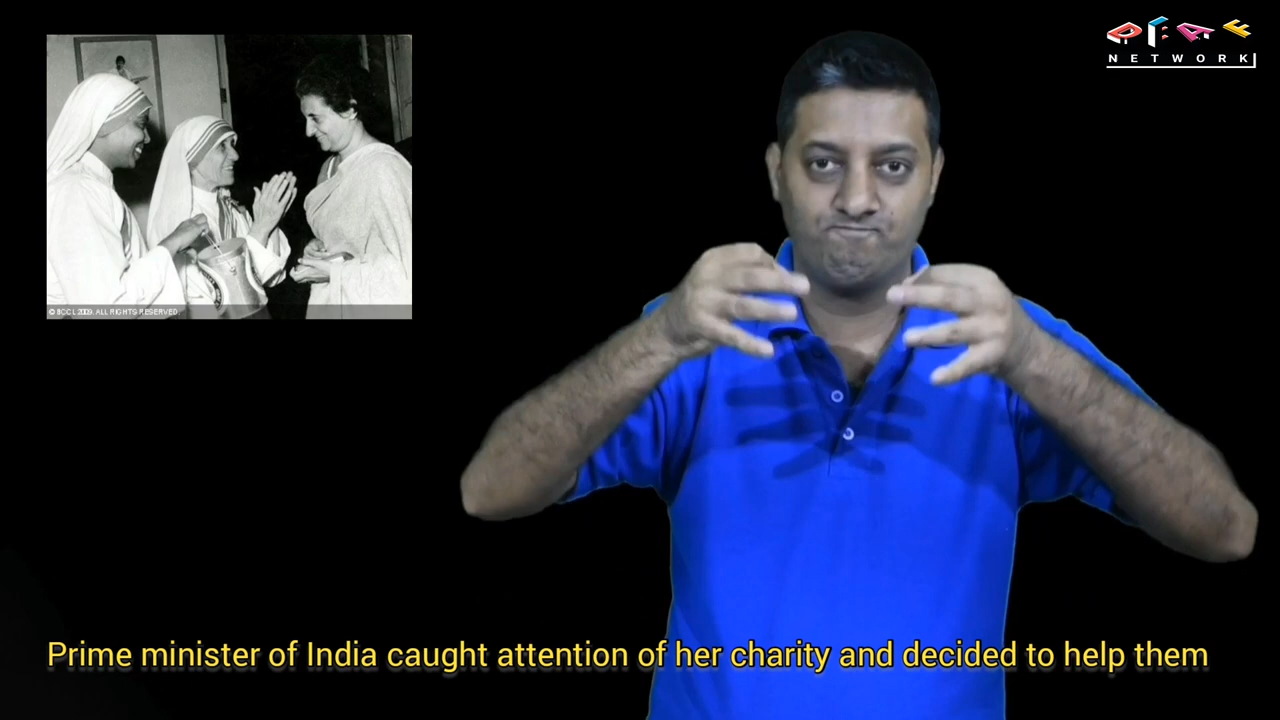 DEAF
NETWORK
© BCCL 2009. ALL RIGHTS RESERVED.
Prime minister of India caught attention of her charity and decided to help them